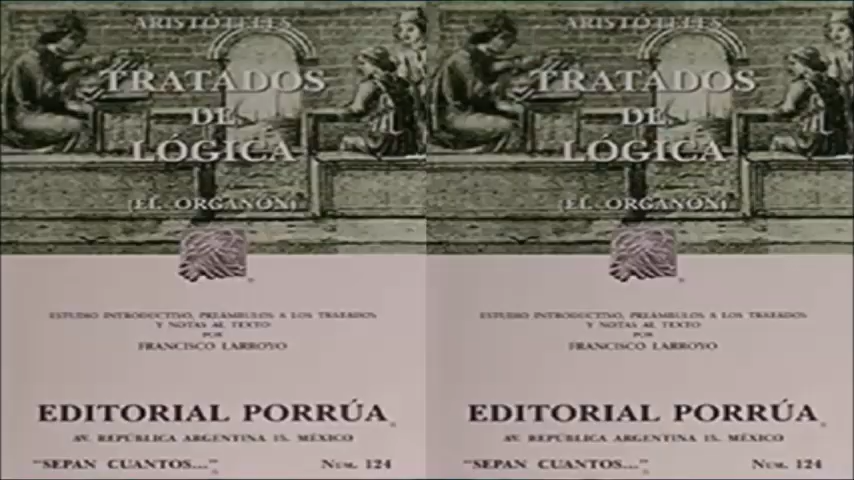 ARISTÓTELES
TRATADOS
DE
LÓGICA
(EL ORGANON)
ESTUDIO INTRODUCTIVO, PREÁMBULOS A LOS TRATADOS
Y NOTAS AL TEXTO
POR
FRANCISCO LARROYO
EDITORIAL PORRÚA
AV. REPÚBLICA ARGENTINA 15. MÉXICO
"SEPAN CUANTOS..." NÚM. 124
ARISTÓTELES
TRATADOS
DE
LÓGICA
(EL ORGANON)
ESTUDIO INTRODUCTIVO, PREÁMBULOS A LOS TRATADOS
Y NOTAS AL TEXTO
POR
FRANCISCO LARROYO
EDITORIAL PORRÚA
AV. REPÚBLICA ARGENTINA 15. MÉXICO
"SEPAN CUANTOS..." NÚM. 124